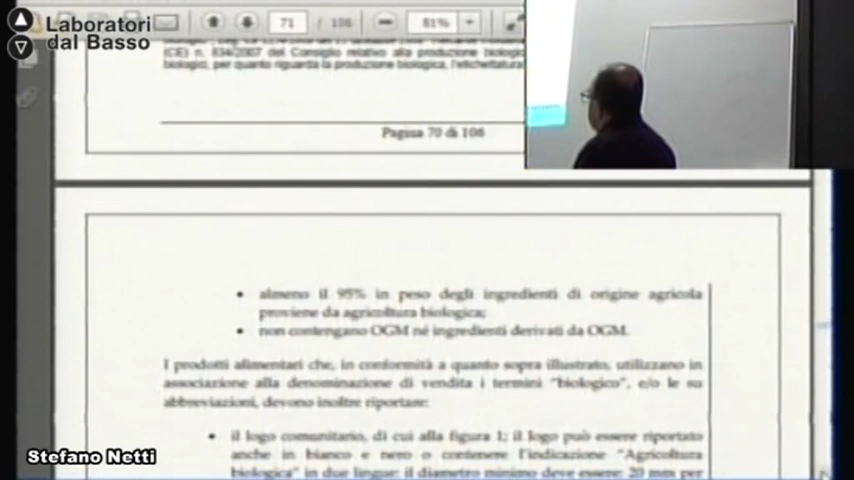 Laboratori
dal Basso
71 / 106
81%
(CE) n. 834/2007 del Consiglio relativo alla produzione
biologici, per quanto riguarda la produzione biologica, l'etichettatura
Pagina 70 di 106
• almeno il 95% in peso degli ingredienti di origine agricola
proviene da agricoltura biologica;
• non contengano OGM né ingredienti derivati da OGM.
I prodotti alimentari che, in conformità a quanto sopra illustrato, utilizzano in
associazione alla denominazione di vendita i termini "biologico", e/o le su
abbreviazioni, devono inoltre riportare:
• il logo comunitario, di cui alla figura 1; il logo può essere riportato
anche in bianco e nero o contenere l'indicazione "Agricoltura
biologica" in due lingue; il diametro minimo deve essere: 20 mm per
Stefano Netti